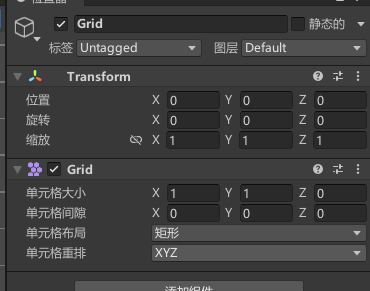 Grid 静态的
标签 Untagged 图层 Default
Transform
位置 X 0 Y 0 Z 0
旋转 X 0 Y 0 Z 0
缩放 X 1 Y 1 Z 1
Grid
单元格大小 X 1 Y 1 Z 0
单元格间隙 X 0 Y 0 Z 0
单元格布局 矩形
单元格重排 XYZ
添加组件